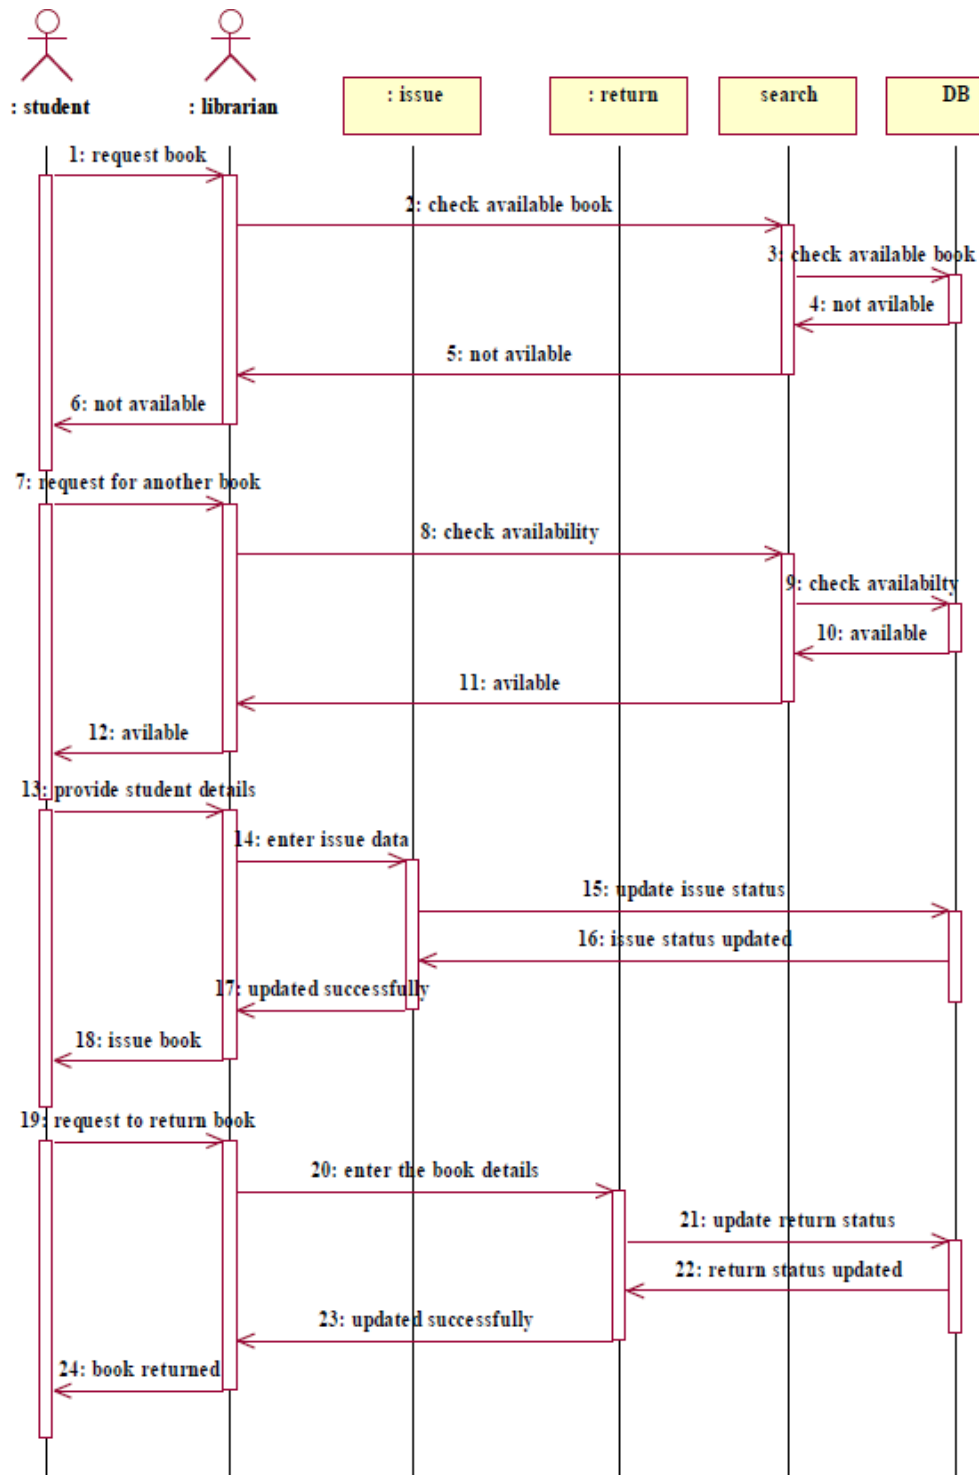 : student
: librarian
: issue
: return
search
DB
1: request book
2: check available book
3: check available book
4: not avilable
5: not avilable
6: not available
7: request for another book
8: check availability
9: check availabilty
10: available
11: avilable
12: avilable
13: provide student details
14: enter issue data
15: update issue status
16: issue status updated
17: updated successfully
18: issue book
19: request to return book
20: enter the book details
21: update return status
22: return status updated
23: updated successfully
24: book returned